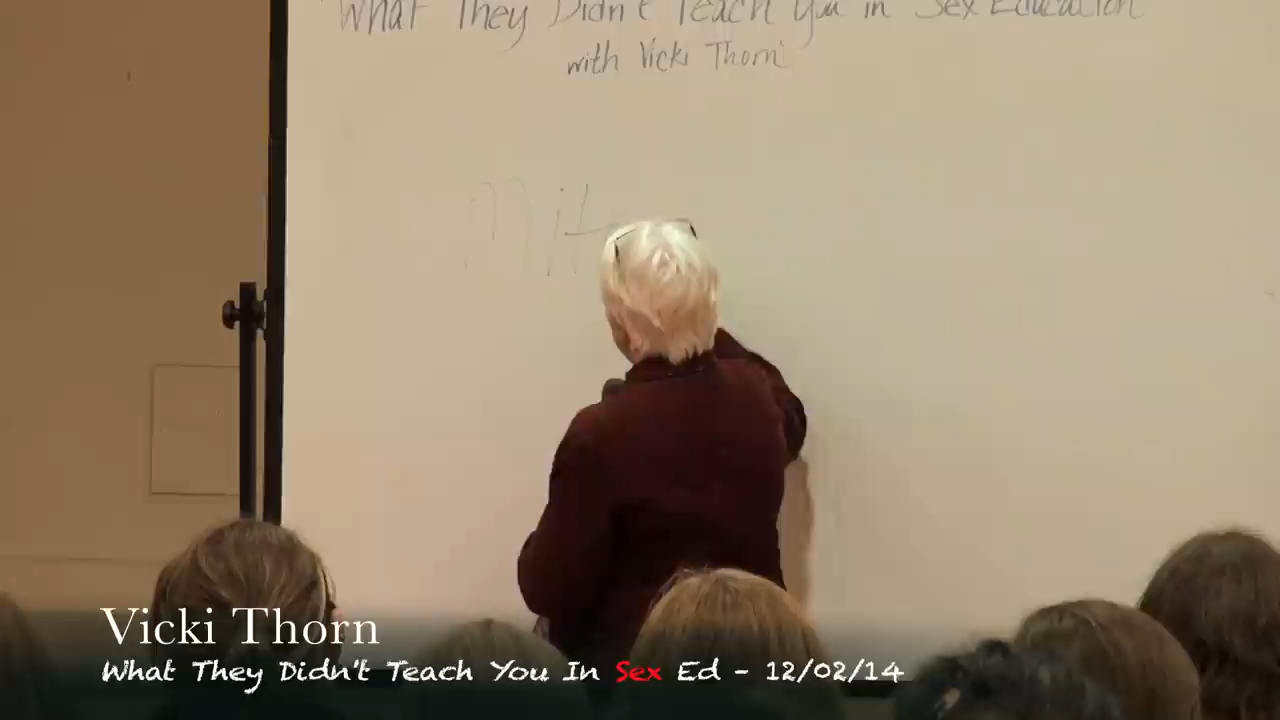 What They Didn't Teach You in Sex Education
with Vicki Thorn
Mit
Vicki Thorn
What They Didn't Teach You In Sex Ed - 12/02/14